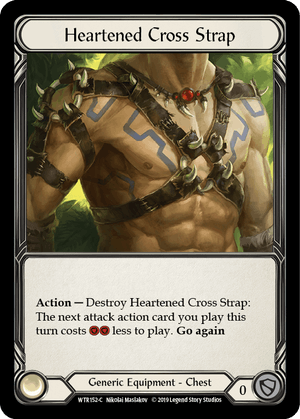 Heartened Cross Strap
Action — Destroy Heartened Cross Strap:
The next attack action card you play this
turn costs less to play. Go again
WTR152-C Nikolai Maslakov © 2019 Legend Story Studios
Generic Equipment - Chest
0